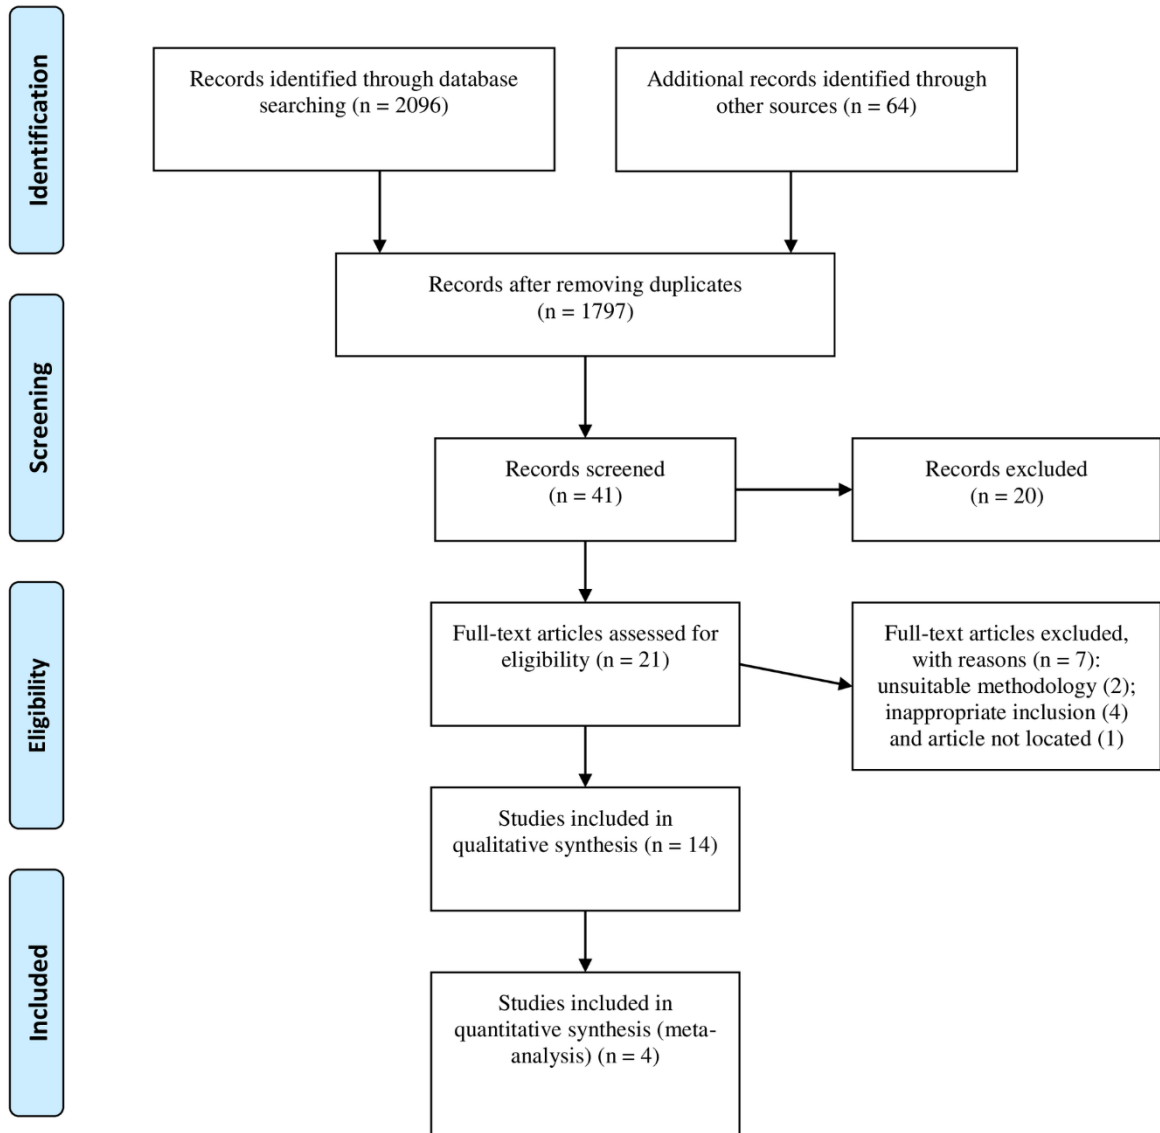 Identification
Records identified through database
searching (n = 2096)
Additional records identified through
other sources (n = 64)
Records after removing duplicates
(n = 1797)
Screening
Records screened
(n = 41)
Records excluded
(n = 20)
Eligibility
Full-text articles assessed for
eligibility (n = 21)
Full-text articles excluded,
with reasons (n = 7):
unsuitable methodology (2);
inappropriate inclusion (4)
and article not located (1)
Studies included in
qualitative synthesis (n = 14)
Included
Studies included in
quantitative synthesis (meta-
analysis) (n = 4)